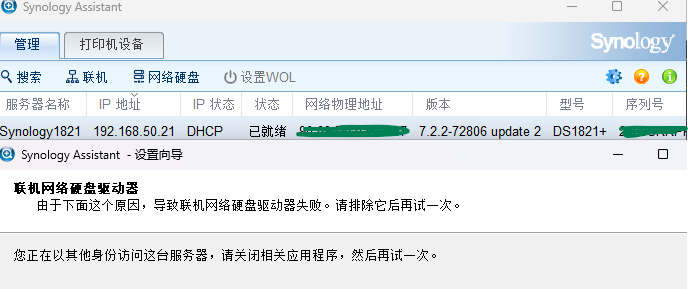 Synology Assistant
管理 打印机设备
Synology
搜索 联机 网络硬盘 设置WOL
服务器名称 IP 地址 IP 状态 状态 网络物理地址 版本 型号 序列号
Synology1821 192.168.50.21 DHCP 已就绪 7.2.2-72806 update 2 DS1821+
Synology Assistant - 设置向导
联机网络硬盘驱动器
由于下面这个原因，导致联机网络硬盘驱动器失败。请排除它后再试一次。
您正在以其他身份访问这台服务器，请关闭相关应用程序，然后再试一次。